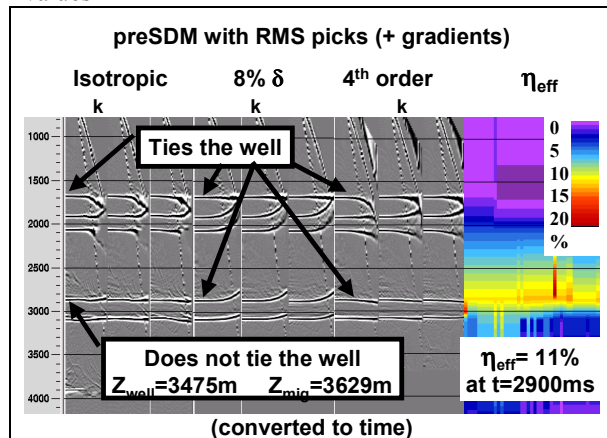 preSDM with RMS picks (+ gradients)
Isotropic 8% δ 4th order ηeff
k k k
Ties the well
1000
1500
2000
2500
3000
3500
4000
0
5
10
15
20
%
Does not tie the well
Zwell=3475m Zmig=3629m
ηeff= 11%
at t=2900ms
(converted to time)